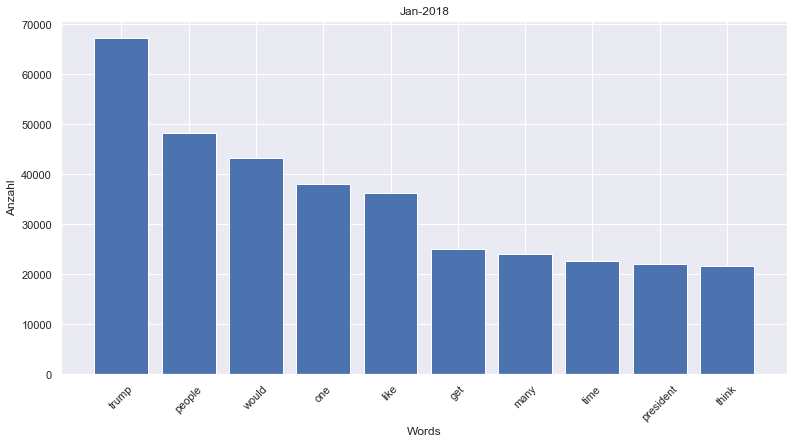 Jan-2018
70000
60000
50000
40000
30000
20000
10000
0
Anzahl
trump
people
would
one
like
get
many
time
president
think
Words